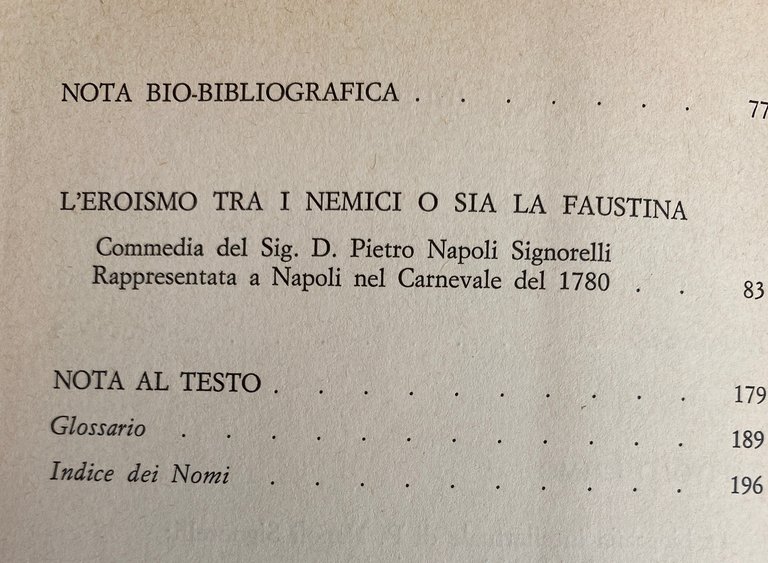 NOTA BIO-BIBLIOGRAFICA . . . . . . . 77
L'EROISMO TRA I NEMICI O SIA LA FAUSTINA
Commedia del Sig. D. Pietro Napoli Signorelli
Rappresentata a Napoli nel Carnevale del 1780 . . 83
NOTA AL TESTO . . . . . . . . . . 179
Glossario . . . . . . . . . . . . 189
Indice dei Nomi . . . . . . . . . . 196